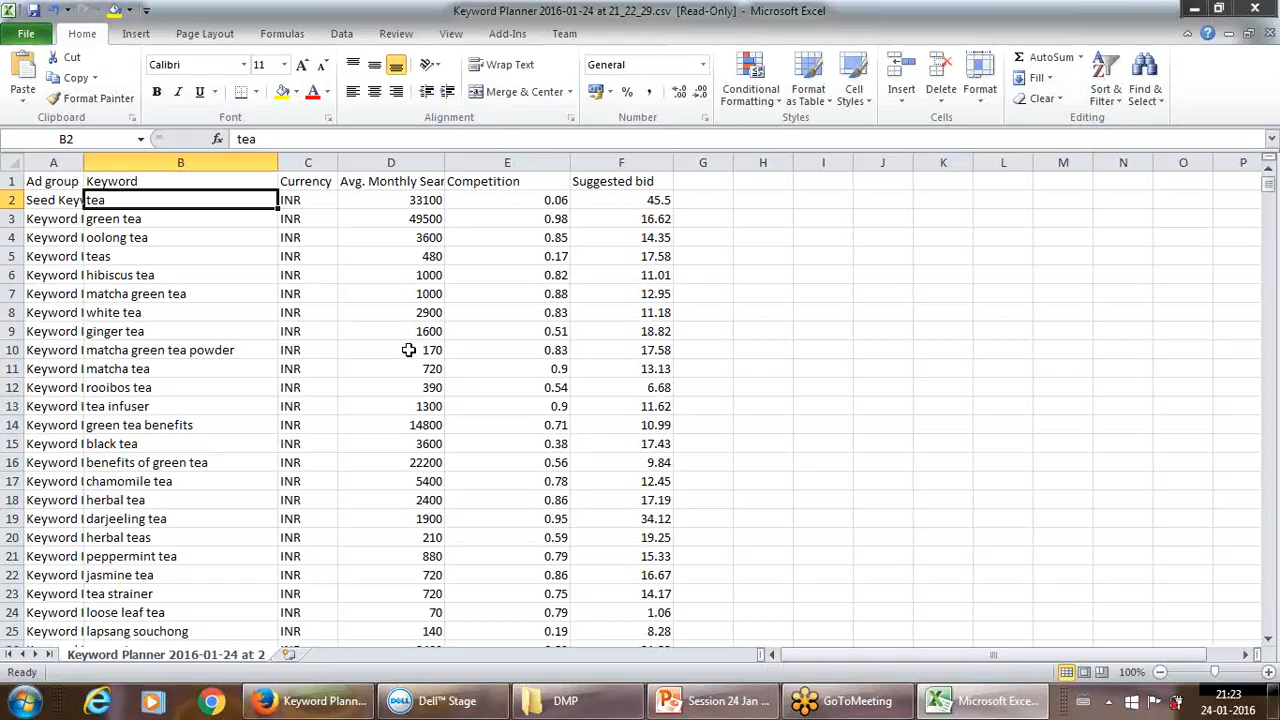 Keyword Planner 2016-01-24 at 21_22_29.csv [Read-Only] - Microsoft Excel
File Home Insert Page Layout Formulas Data Review View Add-Ins Team
Paste
Cut
Copy
Format Painter
Clipboard
Calibri 11
B I U
Font
Wrap Text
Merge & Center
Alignment
General
Number
Conditional Formatting
Format as Table
Cell Styles
Styles
Insert Delete Format
Cells
AutoSum
Fill
Clear
Sort & Filter
Find & Select
Editing
B2 fx tea
A B C D E F G H I J K L M N O P
1 Ad group Keyword Currency Avg. Monthly Sear Competition Suggested bid
2 Seed Key tea INR 33100 0.06 45.5
3 Keyword I green tea INR 49500 0.98 16.62
4 Keyword I oolong tea INR 3600 0.85 14.35
5 Keyword I teas INR 480 0.17 17.58
6 Keyword I hibiscus tea INR 1000 0.82 11.01
7 Keyword I matcha green tea INR 1000 0.88 12.95
8 Keyword I white tea INR 2900 0.83 11.18
9 Keyword I ginger tea INR 1600 0.51 18.82
10 Keyword I matcha green tea powder INR 170 0.83 17.58
11 Keyword I matcha tea INR 720 0.9 13.13
12 Keyword I rooibos tea INR 390 0.54 6.68
13 Keyword I tea infuser INR 1300 0.9 11.62
14 Keyword I green tea benefits INR 14800 0.71 10.99
15 Keyword I black tea INR 3600 0.38 17.43
16 Keyword I benefits of green tea INR 22200 0.56 9.84
17 Keyword I chamomile tea INR 5400 0.78 12.45
18 Keyword I herbal tea INR 2400 0.86 17.19
19 Keyword I darjeeling tea INR 1900 0.95 34.12
20 Keyword I herbal teas INR 210 0.59 19.25
21 Keyword I peppermint tea INR 880 0.79 15.33
22 Keyword I jasmine tea INR 720 0.86 16.67
23 Keyword I tea strainer INR 720 0.75 14.17
24 Keyword I loose leaf tea INR 70 0.79 1.06
25 Keyword I lapsang souchong INR 140 0.19 8.28
Keyword Planner 2016-01-24 at 2
Ready 100%
Keyword Plann... Dell™ Stage DMP Session 24 Jan ... GoToMeeting Microsoft Exce...
21:23
24-01-2016